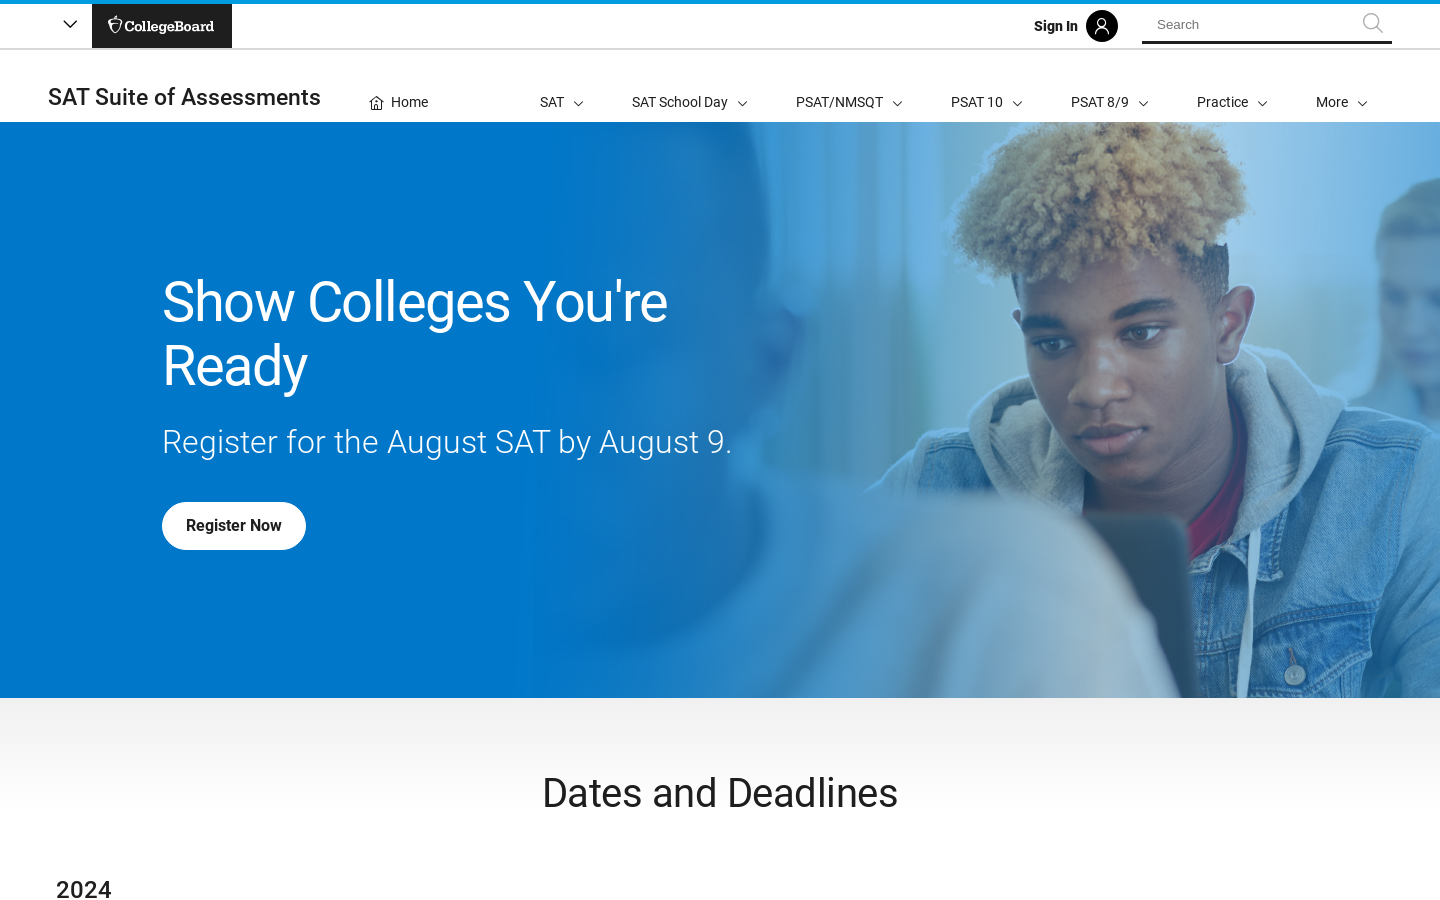 CollegeBoard
Sign In
Search
SAT Suite of Assessments
Home
SAT
SAT School Day
PSAT/NMSQT
PSAT 10
PSAT 8/9
Practice
More
Show Colleges You're
Ready
Register for the August SAT by August 9.
Register Now
Dates and Deadlines
2024